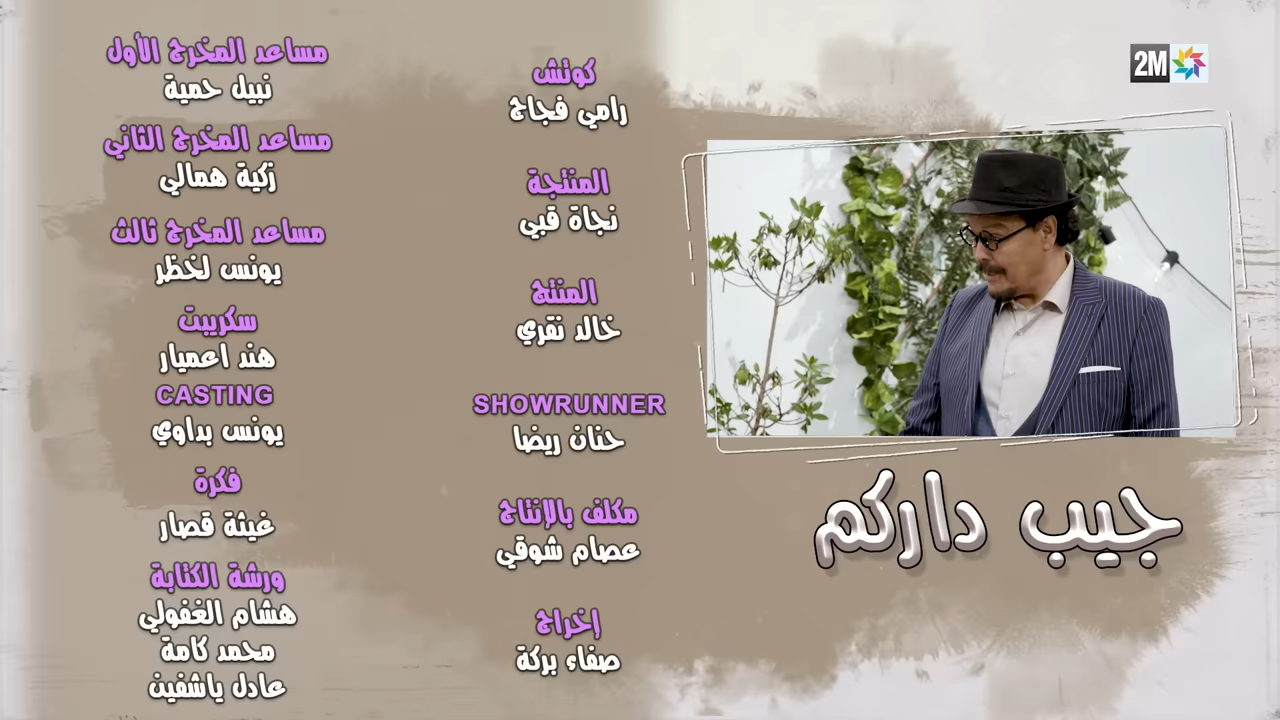 2M
كوتش
رامي فجاج
المنتجة
نجاة قبي
المنتج
خالد نقري
SHOWRUNNER
حنان ريضا
مكلف بالإنتاج
عصام شوقي
إخراج
صفاء بركة
مساعد المخرج الأول
نبيل حمية
مساعد المخرج الثاني
زكية همالي
مساعد المخرج ثالث
يونس لخظر
سكريبت
هند اعميار
CASTING
يونس بداوي
فكرة
غيثة قصار
ورشة الكتابة
هشام الغفولي
محمد كامة
عادل ياشفين
جيب داركم